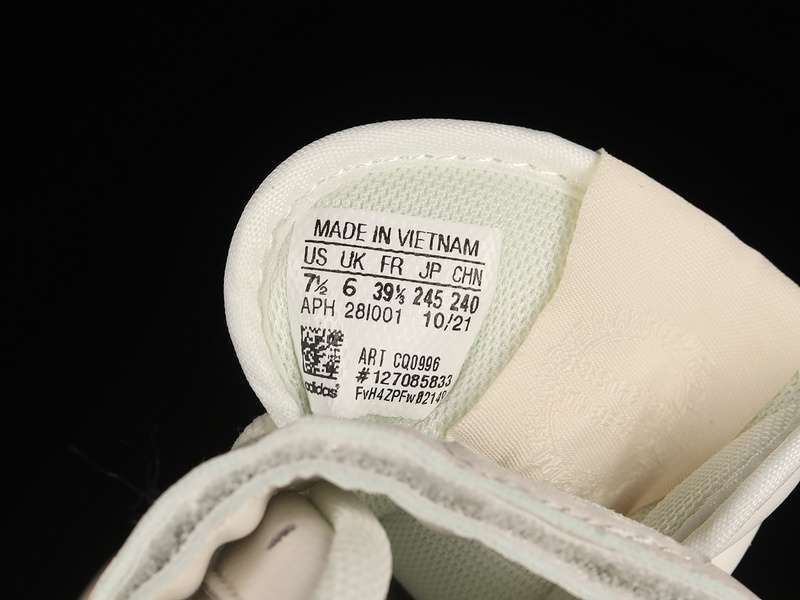 MADE IN VIETNAM
US UK FR JP CHN
7½ 6 39⅓ 245 240
APH 28I001 10/21
ART CQ0996
#127085833
adidas